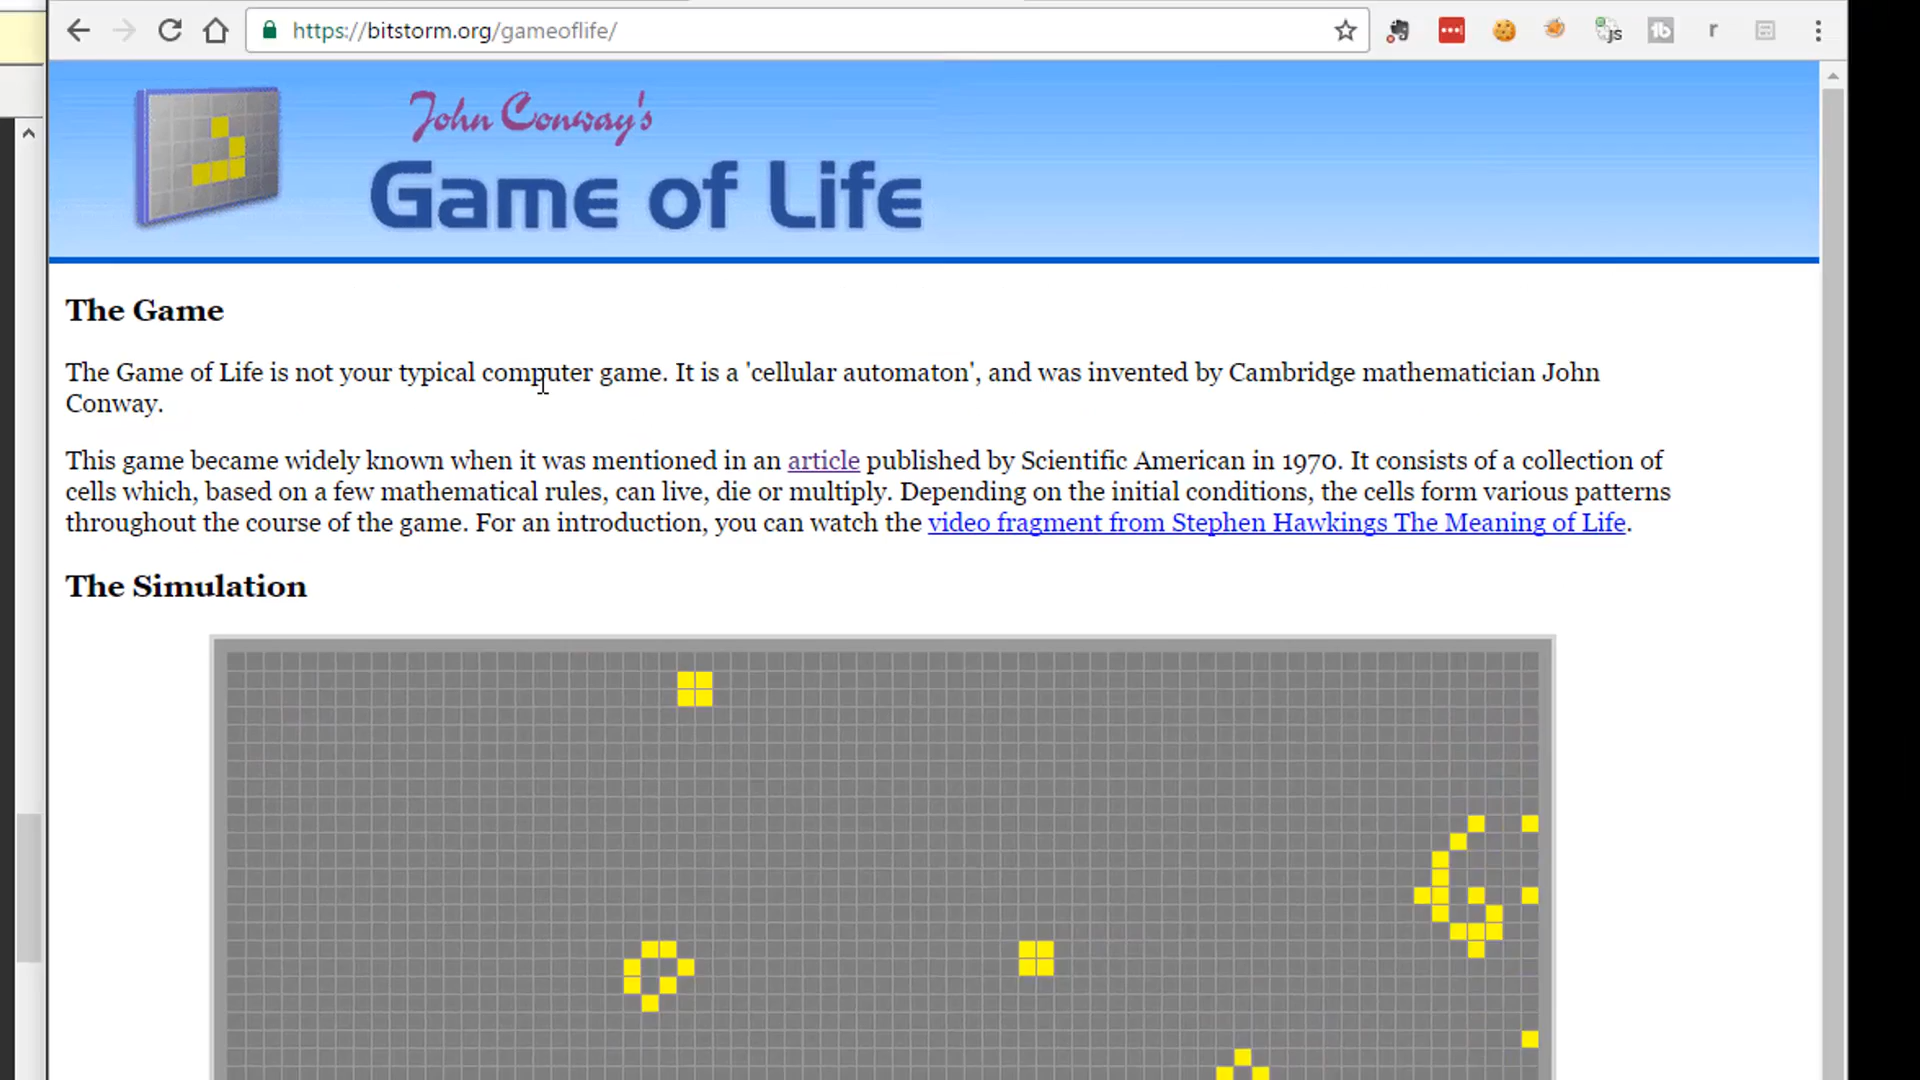 https://bitstorm.org/gameoflife/
js
r
John Conway's
Game of Life
The Game
The Game of Life is not your typical computer game. It is a 'cellular automaton', and was invented by Cambridge mathematician John
Conway.
This game became widely known when it was mentioned in an article published by Scientific American in 1970. It consists of a collection of
cells which, based on a few mathematical rules, can live, die or multiply. Depending on the initial conditions, the cells form various patterns
throughout the course of the game. For an introduction, you can watch the video fragment from Stephen Hawkings The Meaning of Life.
The Simulation